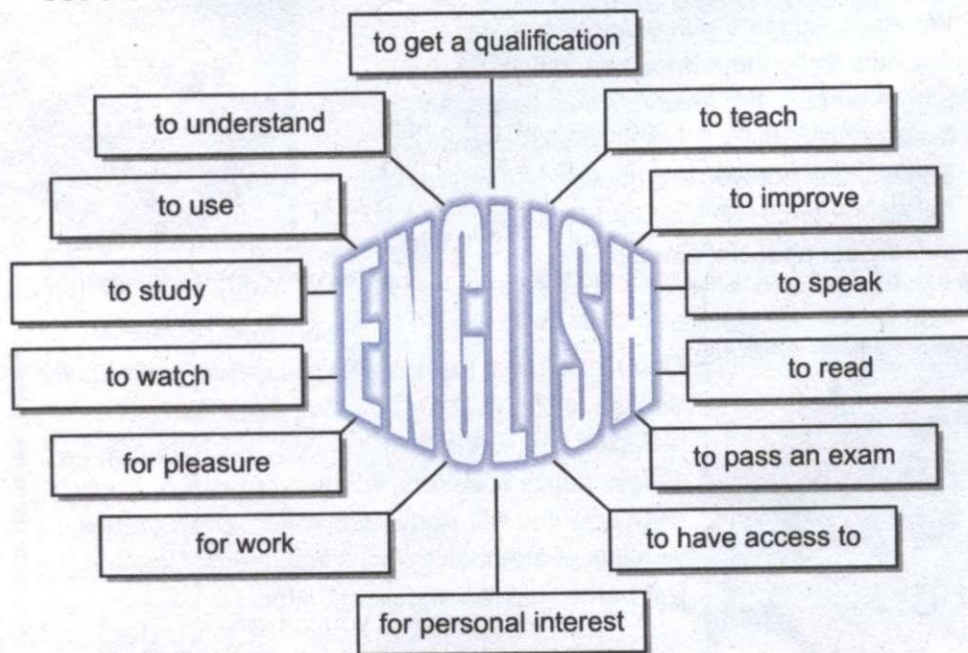 to get a qualification
to understand
to teach
to use
to improve
to study
ENGLISH
to speak
to watch
to read
for pleasure
to pass an exam
for work
to have access to
for personal interest